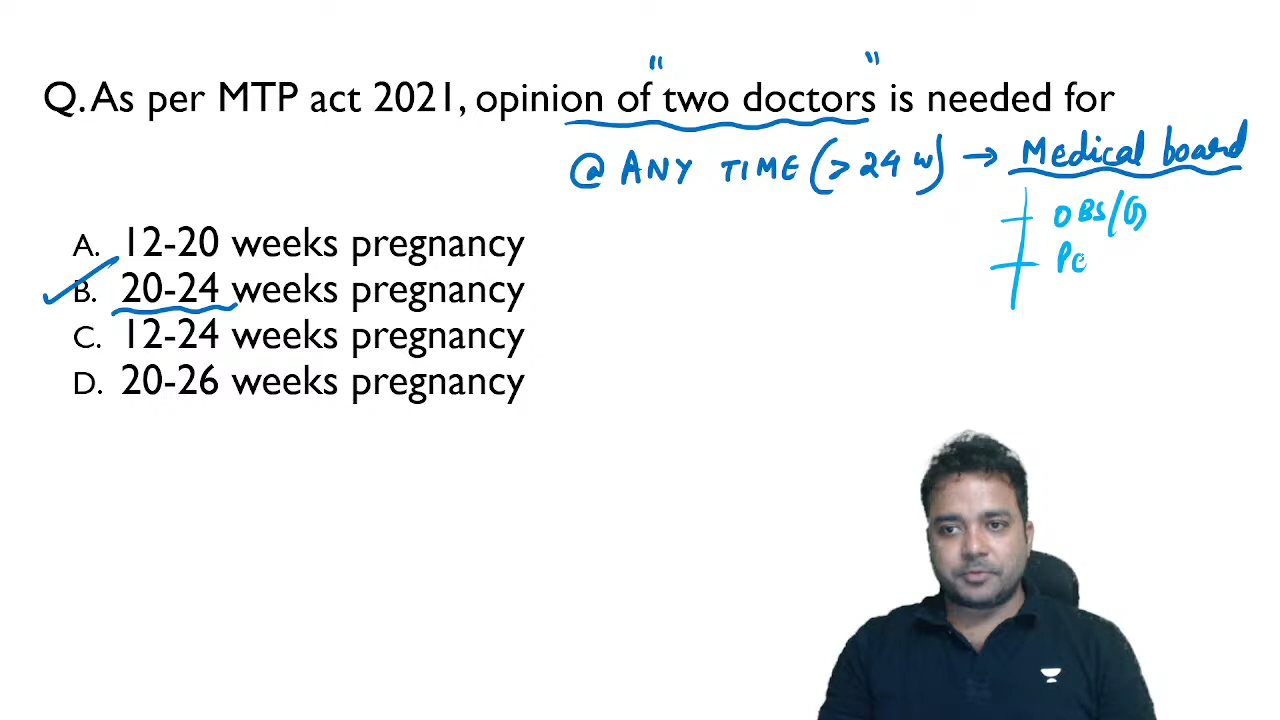 Q. As per MTP act 2021, opinion of "two doctors" is needed for
@ ANY TIME (> 24 w) → Medical board
OBS/G
Pe
A. 12-20 weeks pregnancy
B. 20-24 weeks pregnancy
C. 12-24 weeks pregnancy
D. 20-26 weeks pregnancy